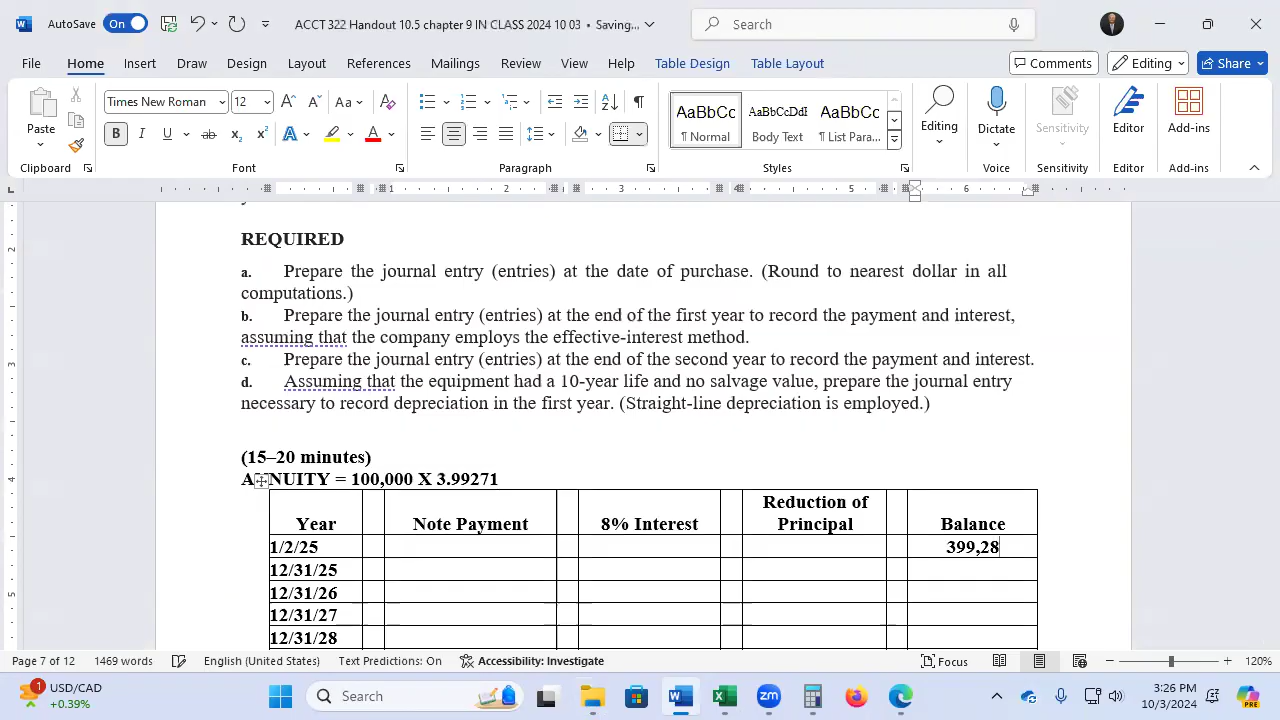 AutoSave On ACCT 322 Handout 10.5 chapter 9 IN CLASS 2024 10 03 • Saving... Search
File Home Insert Draw Design Layout References Mailings Review View Help Table Design Table Layout Comments Editing Share
Times New Roman 12 AaBbCc AaBbCcDdI AaBbCc
Paste ¶ Normal Body Text ¶ List Para... Editing Dictate Sensitivity Editor Add-ins
Clipboard Font Paragraph Styles Voice Sensitivity Editor Add-ins
REQUIRED
a. Prepare the journal entry (entries) at the date of purchase. (Round to nearest dollar in all
computations.)
b. Prepare the journal entry (entries) at the end of the first year to record the payment and interest,
assuming that the company employs the effective-interest method.
c. Prepare the journal entry (entries) at the end of the second year to record the payment and interest.
d. Assuming that the equipment had a 10-year life and no salvage value, prepare the journal entry
necessary to record depreciation in the first year. (Straight-line depreciation is employed.)
(15–20 minutes)
ANNUITY = 100,000 X 3.99271
Year Note Payment 8% Interest Reduction of Principal Balance
1/2/25 399,28
12/31/25
12/31/26
12/31/27
12/31/28
Page 7 of 12 1469 words English (United States) Text Predictions: On Accessibility: Investigate Focus 120%
USD/CAD
+0.39%
Search
3:26 PM
10/3/2024